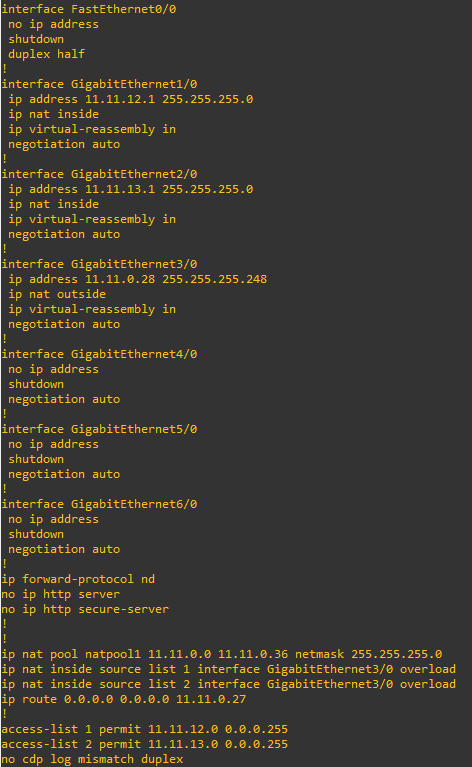 interface FastEthernet0/0
 no ip address
 shutdown
 duplex half
!
interface GigabitEthernet1/0
 ip address 11.11.12.1 255.255.255.0
 ip nat inside
 ip virtual-reassembly in
 negotiation auto
!
interface GigabitEthernet2/0
 ip address 11.11.13.1 255.255.255.0
 ip nat inside
 ip virtual-reassembly in
 negotiation auto
!
interface GigabitEthernet3/0
 ip address 11.11.0.28 255.255.255.248
 ip nat outside
 ip virtual-reassembly in
 negotiation auto
!
interface GigabitEthernet4/0
 no ip address
 shutdown
 negotiation auto
!
interface GigabitEthernet5/0
 no ip address
 shutdown
 negotiation auto
!
interface GigabitEthernet6/0
 no ip address
 shutdown
 negotiation auto
!
ip forward-protocol nd
no ip http server
no ip http secure-server
!
!
ip nat pool natpool1 11.11.0.0 11.11.0.36 netmask 255.255.255.0
ip nat inside source list 1 interface GigabitEthernet3/0 overload
ip nat inside source list 2 interface GigabitEthernet3/0 overload
ip route 0.0.0.0 0.0.0.0 11.11.0.27
!
access-list 1 permit 11.11.12.0 0.0.0.255
access-list 2 permit 11.11.13.0 0.0.0.255
no cdp log mismatch duplex